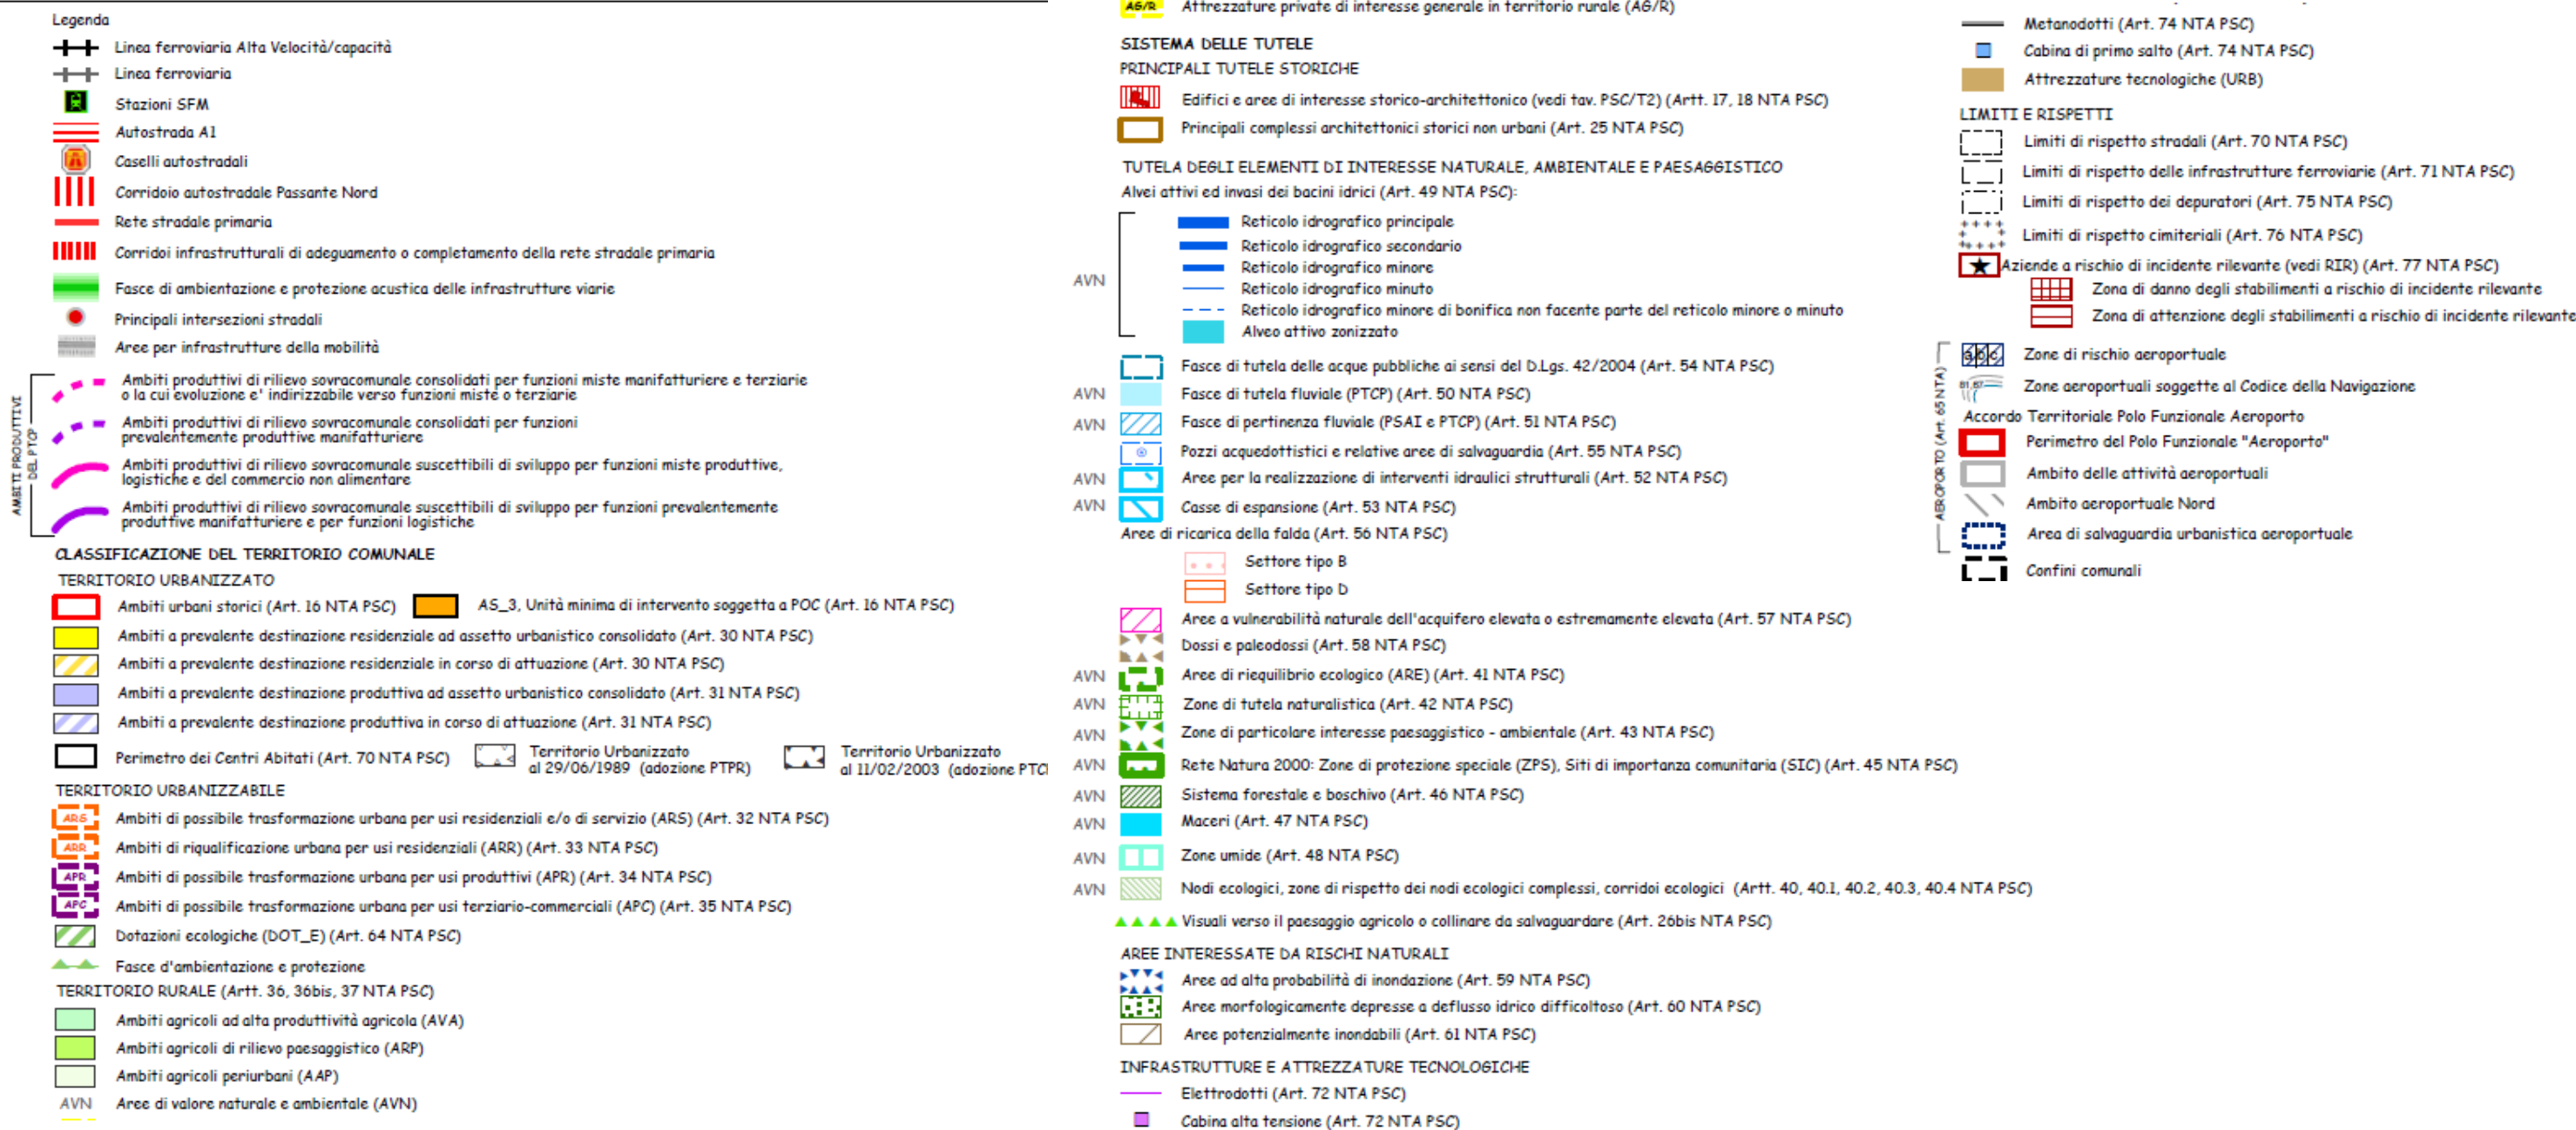 Legenda
Linea ferroviaria Alta Velocità/capacità
Linea ferroviaria
Stazioni SFM
Autostrada A1
Caselli autostradali
Corridoio autostradale Passante Nord
Rete stradale primaria
Corridoi infrastrutturali di adeguamento o completamento della rete stradale primaria
Fasce di ambientazione e protezione acustica delle infrastrutture viarie
Principali intersezioni stradali
Aree per infrastrutture della mobilità
AMBITI PRODUTTIVI
DEL PTCP
Ambiti produttivi di rilievo sovracomunale consolidati per funzioni miste manifatturiere e terziarie
o la cui evoluzione e' indirizzabile verso funzioni miste o terziarie
Ambiti produttivi di rilievo sovracomunale consolidati per funzioni
prevalentemente produttive manifatturiere
Ambiti produttivi di rilievo sovracomunale suscettibili di sviluppo per funzioni miste produttive,
logistiche e del commercio non alimentare
Ambiti produttivi di rilievo sovracomunale suscettibili di sviluppo per funzioni prevalentemente
produttive manifatturiere e per funzioni logistiche
CLASSIFICAZIONE DEL TERRITORIO COMUNALE
TERRITORIO URBANIZZATO
Ambiti urbani storici (Art. 16 NTA PSC) AS_3, Unità minima di intervento soggetta a POC (Art. 16 NTA PSC)
Ambiti a prevalente destinazione residenziale ad assetto urbanistico consolidato (Art. 30 NTA PSC)
Ambiti a prevalente destinazione residenziale in corso di attuazione (Art. 30 NTA PSC)
Ambiti a prevalente destinazione produttiva ad assetto urbanistico consolidato (Art. 31 NTA PSC)
Ambiti a prevalente destinazione produttiva in corso di attuazione (Art. 31 NTA PSC)
Perimetro dei Centri Abitati (Art. 70 NTA PSC)
Territorio Urbanizzato
al 29/06/1989 (adozione PTPR)
Territorio Urbanizzato
al 11/02/2003 (adozione
TERRITORIO URBANIZZABILE
ARS Ambiti di possibile trasformazione urbana per usi residenziali e/o di servizio (ARS) (Art. 32 NTA PSC)
ARR Ambiti di riqualificazione urbana per usi residenziali (ARR) (Art. 33 NTA PSC)
APR Ambiti di possibile trasformazione urbana per usi produttivi (APR) (Art. 34 NTA PSC)
APC Ambiti di possibile trasformazione urbana per usi terziario-commerciali (APC) (Art. 35 NTA PSC)
Dotazioni ecologiche (DOT_E) (Art. 64 NTA PSC)
Fasce d'ambientazione e protezione
TERRITORIO RURALE (Artt. 36, 36bis, 37 NTA PSC)
Ambiti agricoli ad alta produttività agricola (AVA)
Ambiti agricoli di rilievo paesaggistico (ARP)
Ambiti agricoli periurbani (AAP)
AVN Aree di valore naturale e ambientale (AVN)
AG/R Attrezzature private di interesse generale in territorio rurale (AG/R)
SISTEMA DELLE TUTELE
PRINCIPALI TUTELE STORICHE
Edifici e aree di interesse storico-architettonico (vedi tav. PSC/T2) (Artt. 17, 18 NTA PSC)
Principali complessi architettonici storici non urbani (Art. 25 NTA PSC)
TUTELA DEGLI ELEMENTI DI INTERESSE NATURALE, AMBIENTALE E PAESAGGISTICO
Alvei attivi ed invasi dei bacini idrici (Art. 49 NTA PSC):
AVN
Reticolo idrografico principale
Reticolo idrografico secondario
Reticolo idrografico minore
Reticolo idrografico minuto
Reticolo idrografico minore di bonifica non facente parte del reticolo minore o minuto
Alveo attivo zonizzato
Fasce di tutela delle acque pubbliche ai sensi del D.Lgs. 42/2004 (Art. 54 NTA PSC)
AVN Fasce di tutela fluviale (PTCP) (Art. 50 NTA PSC)
AVN Fasce di pertinenza fluviale (PSAI e PTCP) (Art. 51 NTA PSC)
Pozzi acquedottistici e relative aree di salvaguardia (Art. 55 NTA PSC)
AVN Aree per la realizzazione di interventi idraulici strutturali (Art. 52 NTA PSC)
AVN Casse di espansione (Art. 53 NTA PSC)
Aree di ricarica della falda (Art. 56 NTA PSC)
Settore tipo B
Settore tipo D
Aree a vulnerabilità naturale dell'acquifero elevata o estremamente elevata (Art. 57 NTA PSC)
Dossi e paleodossi (Art. 58 NTA PSC)
AVN Aree di riequilibrio ecologico (ARE) (Art. 41 NTA PSC)
AVN Zone di tutela naturalistica (Art. 42 NTA PSC)
AVN Zone di particolare interesse paesaggistico - ambientale (Art. 43 NTA PSC)
AVN Rete Natura 2000: Zone di protezione speciale (ZPS), Siti di importanza comunitaria (SIC) (Art. 45 NTA PSC)
AVN Sistema forestale e boschivo (Art. 46 NTA PSC)
AVN Maceri (Art. 47 NTA PSC)
AVN Zone umide (Art. 48 NTA PSC)
AVN Nodi ecologici, zone di rispetto dei nodi ecologici complessi, corridoi ecologici (Artt. 40, 40.1, 40.2, 40.3, 40.4 NTA PSC)
Visuali verso il paesaggio agricolo o collinare da salvaguardare (Art. 26bis NTA PSC)
AREE INTERESSATE DA RISCHI NATURALI
Aree ad alta probabilità di inondazione (Art. 59 NTA PSC)
Aree morfologicamente depresse a deflusso idrico difficoltoso (Art. 60 NTA PSC)
Aree potenzialmente inondabili (Art. 61 NTA PSC)
INFRASTRUTTURE E ATTREZZATURE TECNOLOGICHE
Elettrodotti (Art. 72 NTA PSC)
Cabina alta tensione (Art. 72 NTA PSC)
Metanodotti (Art. 74 NTA PSC)
Cabina di primo salto (Art. 74 NTA PSC)
Attrezzature tecnologiche (URB)
LIMITI E RISPETTI
Limiti di rispetto stradali (Art. 70 NTA PSC)
Limiti di rispetto delle infrastrutture ferroviarie (Art. 71 NTA PSC)
Limiti di rispetto dei depuratori (Art. 75 NTA PSC)
Limiti di rispetto cimiteriali (Art. 76 NTA PSC)
Aziende a rischio di incidente rilevante (vedi RIR) (Art. 77 NTA PSC)
Zona di danno degli stabilimenti a rischio di incidente rilevante
Zona di attenzione degli stabilimenti a rischio di incidente rilevante
AEROPORTO (Art. 65 NTA)
a b c Zone di rischio aeroportuale
Zone aeroportuali soggette al Codice della Navigazione
Accordo Territoriale Polo Funzionale Aeroporto
Perimetro del Polo Funzionale "Aeroporto"
Ambito delle attività aeroportuali
Ambito aeroportuale Nord
Area di salvaguardia urbanistica aeroportuale
Confini comunali